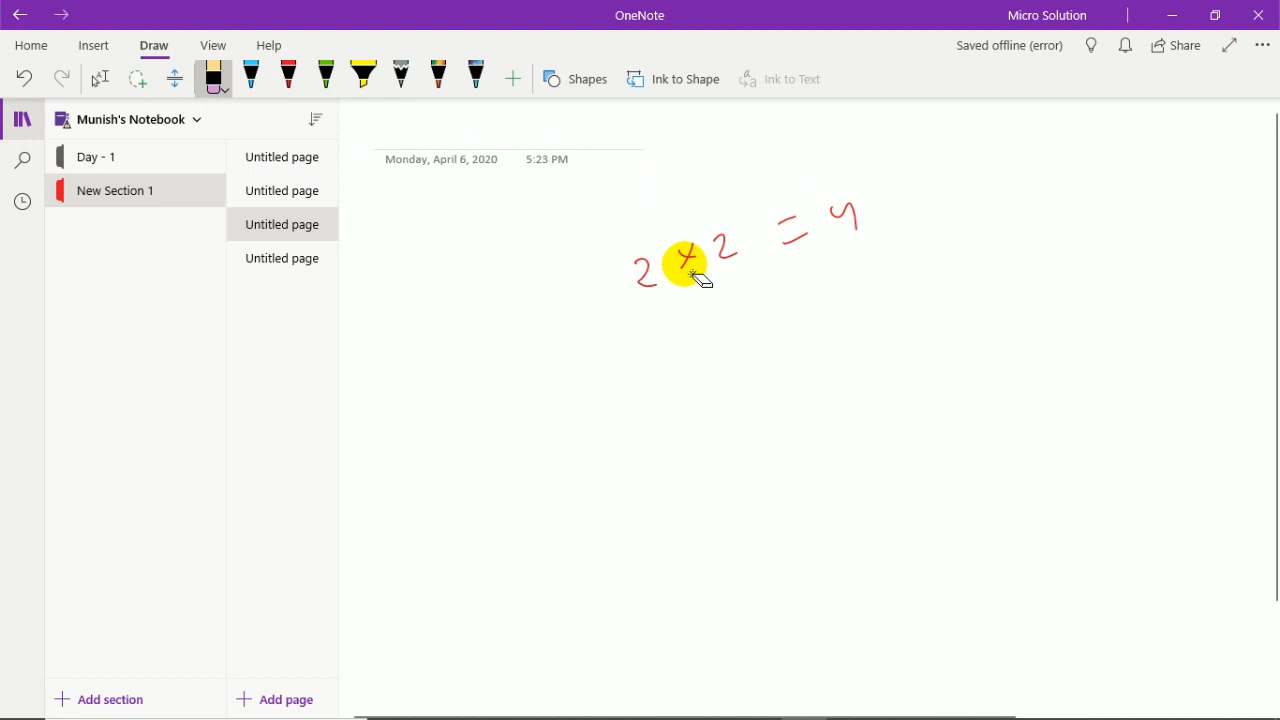 OneNote
Micro Solution
Home Insert Draw View Help
Saved offline (error) Share
Shapes Ink to Shape Ink to Text
Munish's Notebook
Day - 1 Untitled page
New Section 1 Untitled page
Untitled page
Untitled page
Monday, April 6, 2020 5:23 PM
2 × 2 = 4
Add section Add page